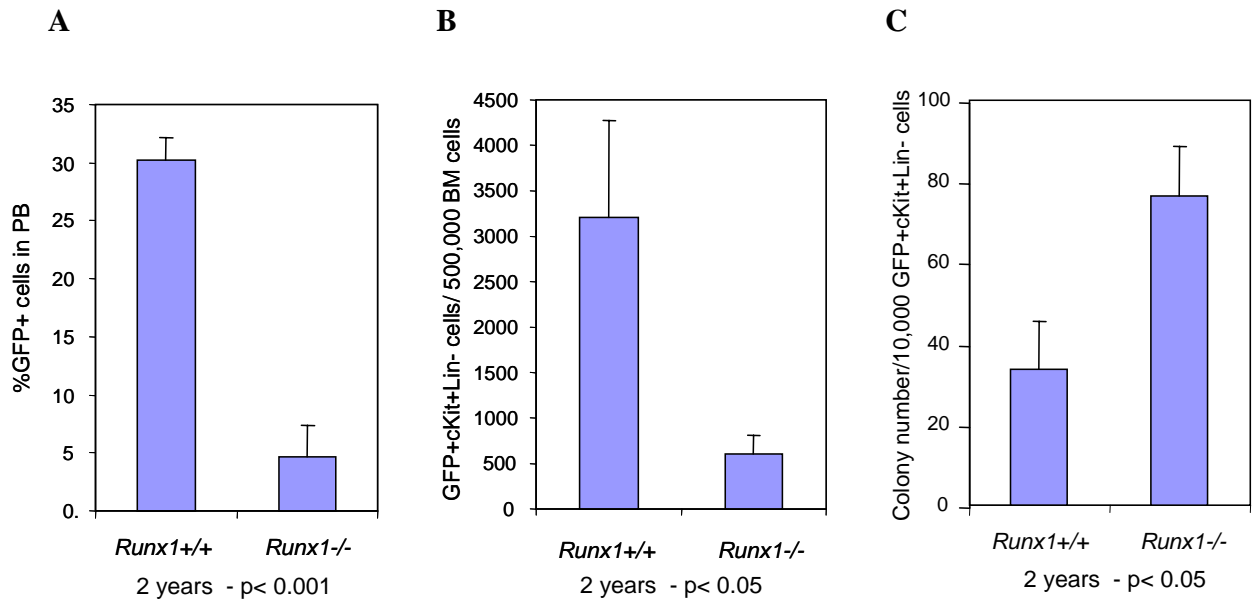 A
%GFP+ cells in PB
35
30
25
20
15
10
5
0.
Runx1+/+ Runx1-/-
2 years - p< 0.001
B
GFP+cKit+Lin- cells/ 500,000 BM cells
4500
4000
3500
3000
2500
2000
1500
1000
500
0
Runx1+/+ Runx1-/-
2 years - p< 0.05
C
Colony number/10,000 GFP+cKit+Lin- cells
100
80
60
40
20
0
Runx1+/+ Runx1-/-
2 years - p< 0.05